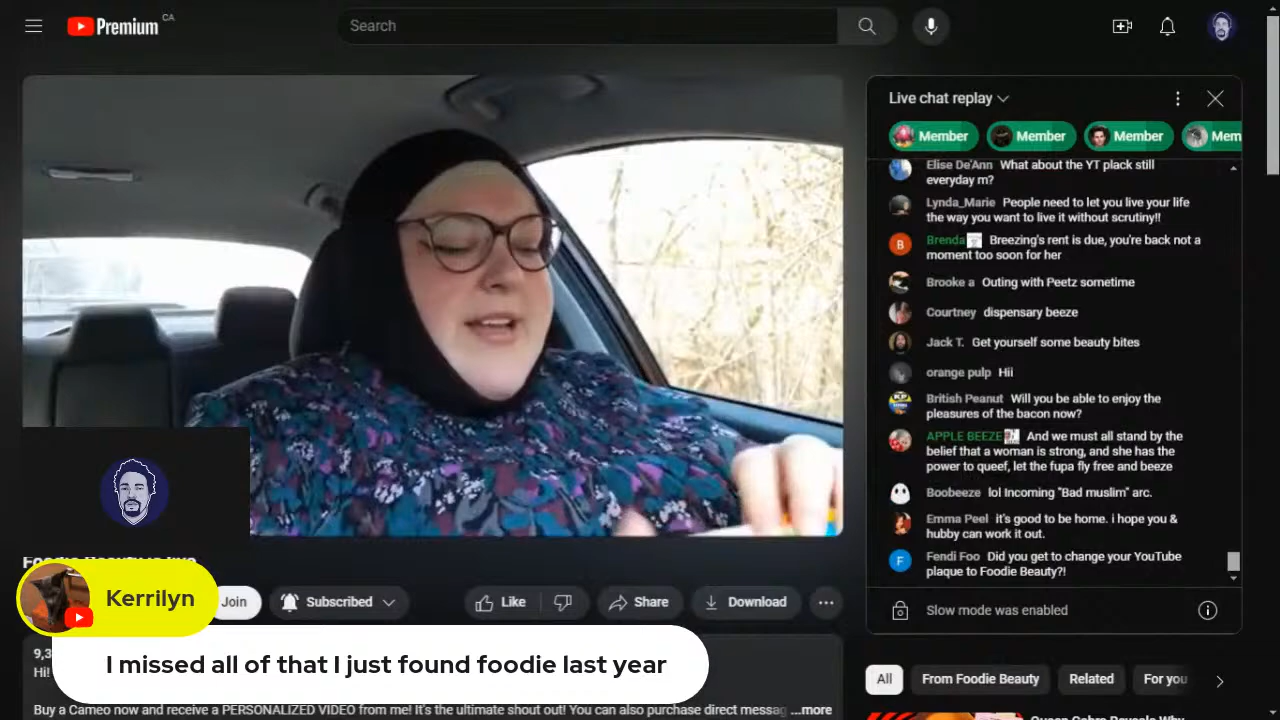 Premium CA
Search
Live chat replay
Member
Member
Member
Mem
Elise De'Ann What about the YT plack still
everyday m?
Lynda_Marie People need to let you live your life
the way you want to live it without scrutiny!!
Brenda Breezing's rent is due, you're back not a
moment too soon for her
Brooke a Outing with Peetz sometime
Courtney dispensary beeze
Jack T. Get yourself some beauty bites
orange pulp Hii
British Peanut Will you be able to enjoy the
pleasures of the bacon now?
APPLE BEEZE And we must all stand by the
belief that a woman is strong, and she has the
power to queef, let the fupa fly free and beeze
Boobeeze lol Incoming "Bad muslim" arc.
Emma Peel it's good to be home. i hope you &
hubby can work it out.
B
F
Fendi Foo Did you get to change your YouTube
plaque to Foodie Beauty?!
Slow mode was enabled
Join
Subscribed
Like
Share
Download
Kerrilyn
I missed all of that I just found foodie last year
9,3
Hi!
Buy a Cameo now and receive a PERSONALIZED VIDEO from me! It's the ultimate shout out! You can also purchase direct messag ...more
All
From Foodie Beauty
Related
For you